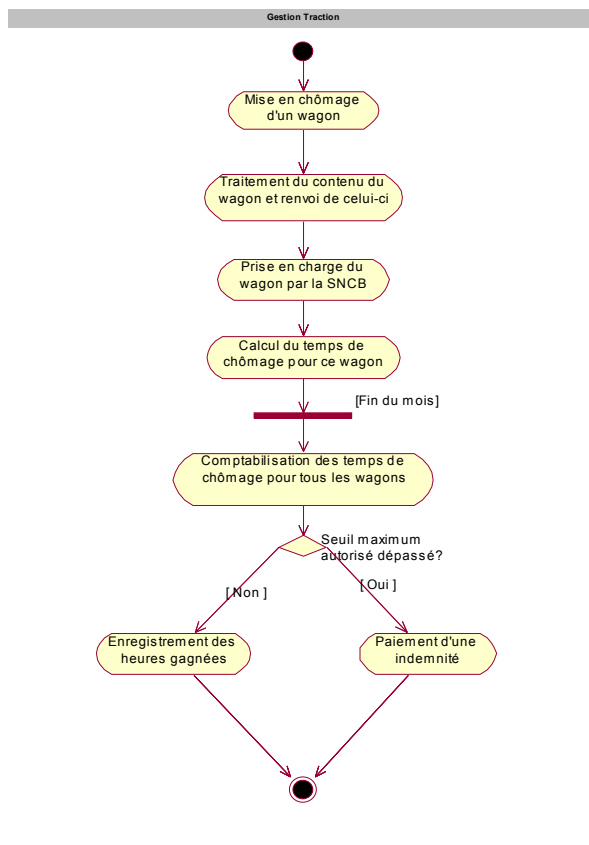 Gestion Traction
Mise en chômage
d'un wagon
Traitement du contenu du
wagon et renvoi de celui-ci
Prise en charge du
wagon par la SNCB
Calcul du temps de
chômage pour ce wagon
[Fin du mois]
Comptabilisation des temps de
chômage pour tous les wagons
Seuil maximum
autorisé dépassé?
[ Non ]
[ Oui ]
Enregistrement des
heures gagnées
Paiement d'une
indemnité